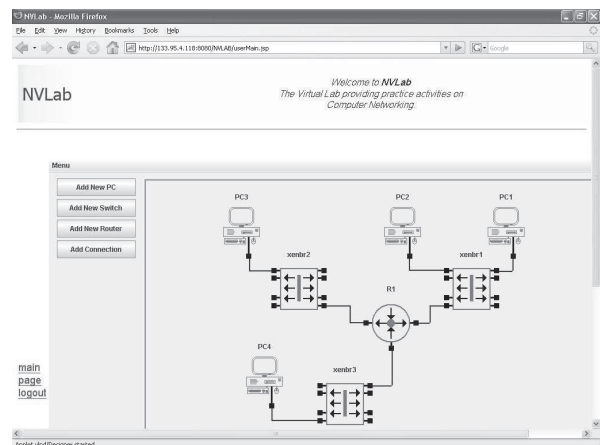 NVLab - Mozilla Firefox
File Edit View History Bookmarks Tools Help
http://133.95.4.118:8080/NVLAB/userMain.jsp
Google
NVLab
Welcome to NVLab
The Virtual Lab providing practice activities on
Computer Networking.
Menu
Add New PC
Add New Switch
Add New Router
Add Connection
PC3
PC2
PC1
xenbr2
xenbr1
R1
PC4
xenbr3
main
page
logout
started